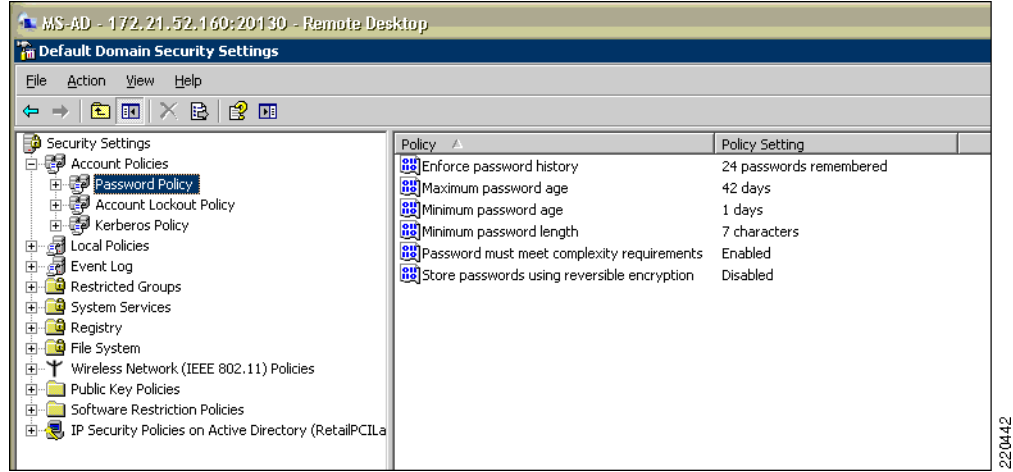 MS-AD - 172.21.52.160:20130 - Remote Desktop
Default Domain Security Settings
File Action View Help
Security Settings
Account Policies
Password Policy
Account Lockout Policy
Kerberos Policy
Local Policies
Event Log
Restricted Groups
System Services
Registry
File System
Wireless Network (IEEE 802.11) Policies
Public Key Policies
Software Restriction Policies
IP Security Policies on Active Directory (RetailPCILa
Policy Policy Setting
Enforce password history 24 passwords remembered
Maximum password age 42 days
Minimum password age 1 days
Minimum password length 7 characters
Password must meet complexity requirements Enabled
Store passwords using reversible encryption Disabled
220442